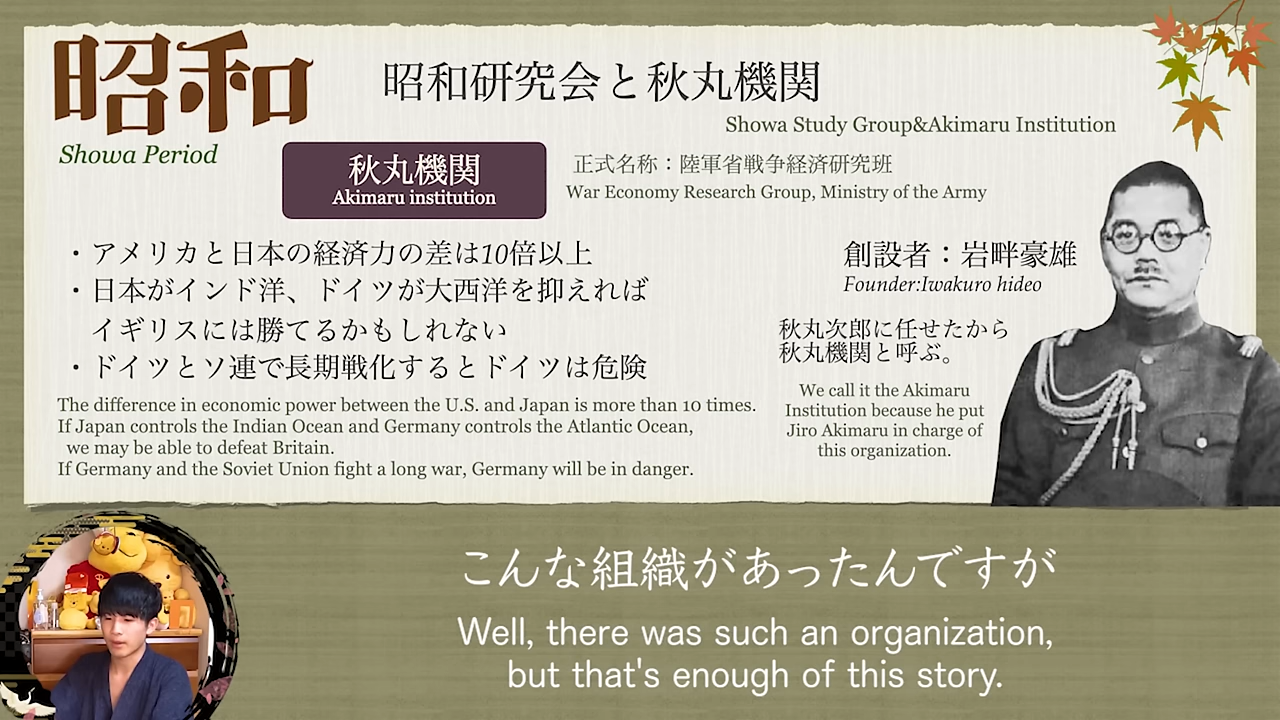 昭和
Showa Period
昭和研究会と秋丸機関
Showa Study Group&Akimaru Institution
秋丸機関
Akimaru institution
正式名称：陸軍省戦争経済研究班
War Economy Research Group, Ministry of the Army
・アメリカと日本の経済力の差は10倍以上
・日本がインド洋、ドイツが大西洋を抑えれば
イギリスには勝てるかもしれない
・ドイツとソ連で長期戦化するとドイツは危険
The difference in economic power between the U.S. and Japan is more than 10 times.
If Japan controls the Indian Ocean and Germany controls the Atlantic Ocean,
we may be able to defeat Britain.
If Germany and the Soviet Union fight a long war, Germany will be in danger.
創設者：岩畔豪雄
Founder:Iwakuro hideo
秋丸次郎に任せたから
秋丸機関と呼ぶ。
We call it the Akimaru
Institution because he put
Jiro Akimaru in charge of
this organization.
こんな組織があったんですが
Well, there was such an organization,
but that's enough of this story.